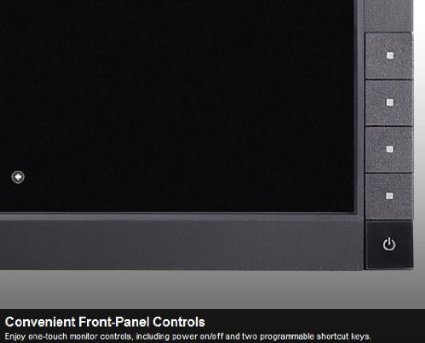 Convenient Front-Panel Controls
Enjoy one-touch monitor controls, including power on/off and two programmable shortcut keys.